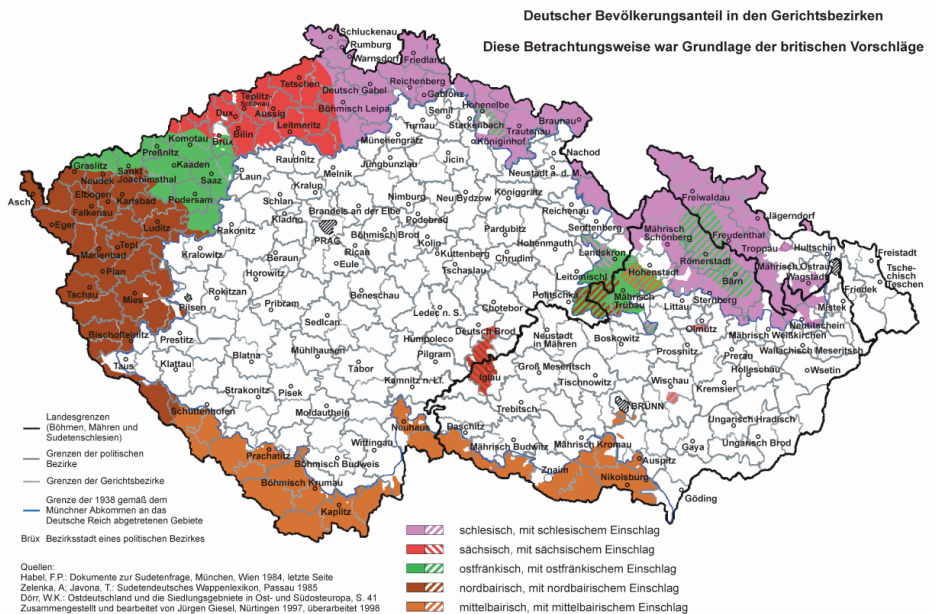 Deutscher Bevölkerungsanteil in den Gerichtsbezirken
Diese Betrachtungsweise war Grundlage der britischen Vorschläge
Schluckenau
Rumburg
Warnsdorf
Friedland
Tetschen
Deutsch Gabel
Reichenberg
Teplitz-
Schönau
Gablonz
Dux
Aussig
Böhmisch Leipa
Semil
Hohenelbe
Bilin
Leitmeritz
Starkenbach
Trautenau
Braunau
Komotau
Brüx
Turnau
Münchengrätz
Königinhof
Preßnitz
Graslitz
Sankt
Joachimsthal
Kaaden
Raudnitz
Jungbunzlau
Jicin
Nachod
Neudek
Saaz
Laun
Melnik
Neustadt a. d. M.
Asch
Elbogen
Karlsbad
Podersam
Schlan
Kralup
Nimburg
Neu Bydzow
Königgrätz
Freiwaldau
Falkenau
Brandeis an der Elbe
Podebrad
Reichenau
Jägerndorf
Eger
Luditz
Rakonitz
Kladno
PRAG
Böhmisch Brod
Pardubitz
Senftenberg
Mährisch
Schönberg
Freudenthal
Tepl
Marienbad
Kralowitz
Beraun
Rican
Kolin
Hohenmauth
Landskron
Troppau
Hultschin
Freistadt
Plan
Horowitz
Eule
Kuttenberg
Chrudim
Römerstadt
Mährisch Ostrau
Wagstadt
Tsche-
chisch
Teschen
Tachau
Mies
Rokitzan
Tschaslau
Leitomischl
Hohenstadt
Bärn
Friedek
Pilsen
Pribram
Beneschau
Politschka
Mährisch
Trübau
Sternberg
Littau
Mistek
Bischofteinitz
Prestitz
Sedlcan
Ledec n. S.
Chotebor
Deutsch Brod
Neustadt
in Mähren
Boskowitz
Olmütz
Neutitschein
Mährisch Weißkirchen
Taus
Klattau
Blatna
Mühlhausen
Humpoleco
Pilgram
Prossnitz
Prerau
Wallachisch Meseritsch
Tábor
Iglau
Groß Meseritsch
Tischnowitz
Wischau
Holleschau
Wsetin
Strakonitz
Pisek
Kamnitz n. Lf.
Kremsier
Schüttenhofen
Moldauthein
Neuhaus
Trebitsch
BRÜNN
Ungarisch Hradisch
Prachatitz
Wittingau
Datschitz
Mährisch Budwitz
Mährisch Kronau
Gaya
Ungarisch Brod
Böhmisch Budweis
Auspitz
Böhmisch Krumau
Znaim
Nikolsburg
Göding
Kaplitz
Landesgrenzen
(Böhmen, Mähren und
Sudetenschlesien)
Grenzen der politischen
Bezirke
Grenzen der Gerichtsbezirke
Grenze der 1938 gemäß dem
Münchner Abkommen an das
Deutsche Reich abgetretenen Gebiete
Brüx Bezirksstadt eines politischen Bezirkes
schlesisch, mit schlesischem Einschlag
sächsisch, mit sächsischem Einschlag
ostfränkisch, mit ostfränkischem Einschlag
nordbairisch, mit nordbairischem Einschlag
mittelbairisch, mit mittelbairischem Einschlag
Quellen:
Habel, F.P.: Dokumente zur Sudetenfrage, München, Wien 1984, letzte Seite
Zelenka, A; Javona, T.: Sudetendeutsches Wappenlexikon, Passau 1985
Dörr, W.K.: Ostdeutschland und die Siedlungsgebiete in Ost- und Südosteuropa, S. 41
Zusammengestellt und bearbeitet von Jürgen Giesel, Nürtingen 1997, überarbeitet 1998